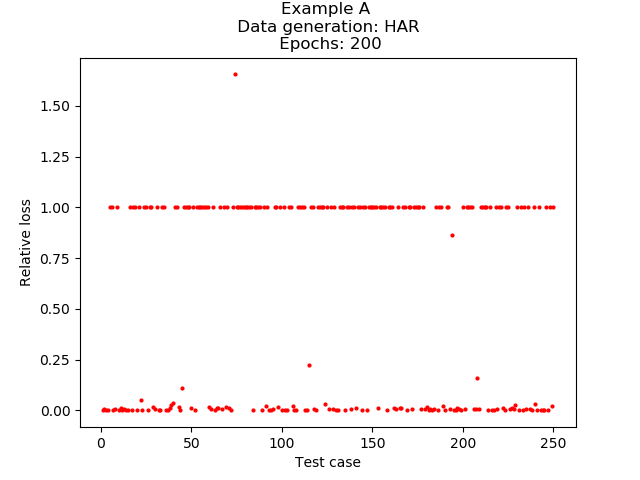 Example A
Data generation: HAR
Epochs: 200
1.50
1.25
1.00
0.75
0.50
0.25
0.00
Relative loss
0 50 100 150 200 250
Test case